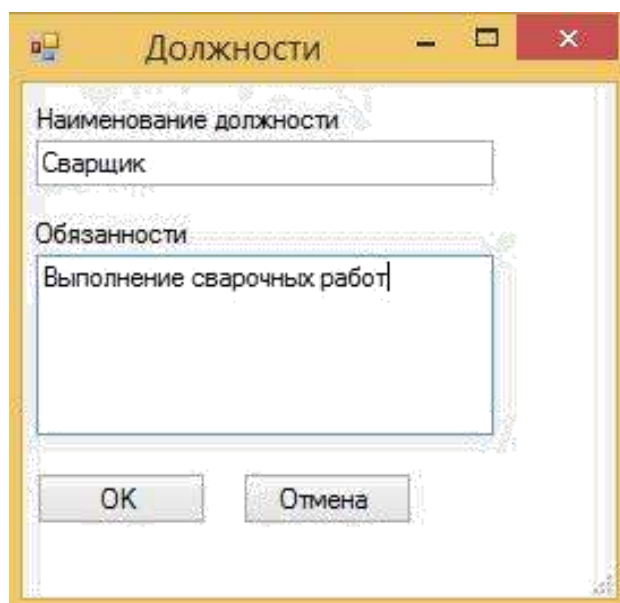 Должности
Наименование должности
Сварщик
Обязанности
Выполнение сварочных работ
OK Отмена